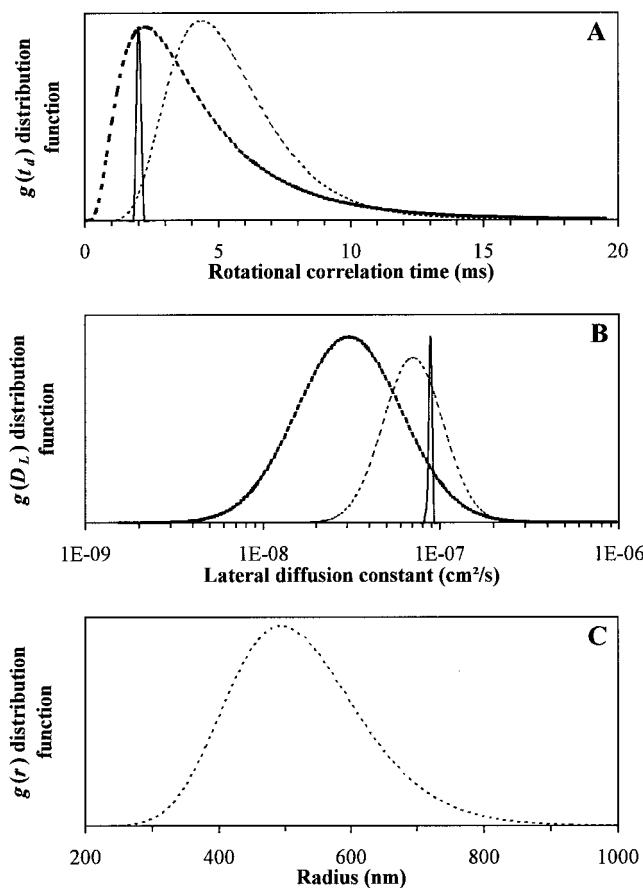 A
g(t_d) distribution
function
0 5 10 15 20
Rotational correlation time (ms)
B
g(D_L) distribution
function
1E-09 1E-08 1E-07 1E-06
Lateral diffusion constant (cm²/s)
C
g(r) distribution
function
200 400 600 800 1000
Radius (nm)